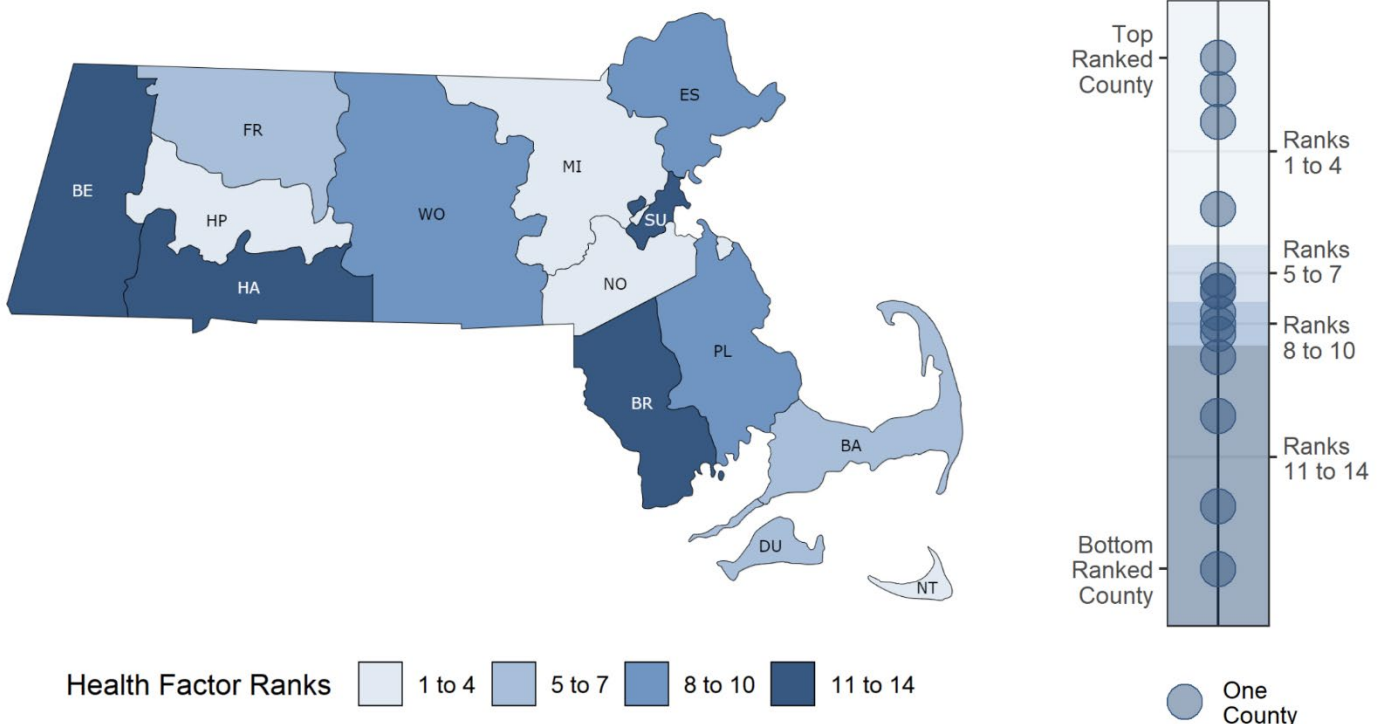 ES
FR
MI
BE
HP
WO
SU
HA
NO
PL
BR
BA
DU
NT
Top
Ranked
County
Ranks
1 to 4
Ranks
5 to 7
Ranks
8 to 10
Ranks
11 to 14
Bottom
Ranked
County
Health Factor Ranks 1 to 4 5 to 7 8 to 10 11 to 14
One
County